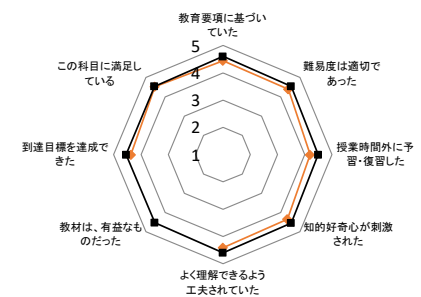 教育要項に基づい
ていた
難易度は適切で
あった
授業時間外に予
習・復習した
知的好奇心が刺激
された
よく理解できるよう
工夫されていた
教材は、有益なも
のだった
到達目標を達成で
きた
この科目に満足し
ている
5
4
3
2
1